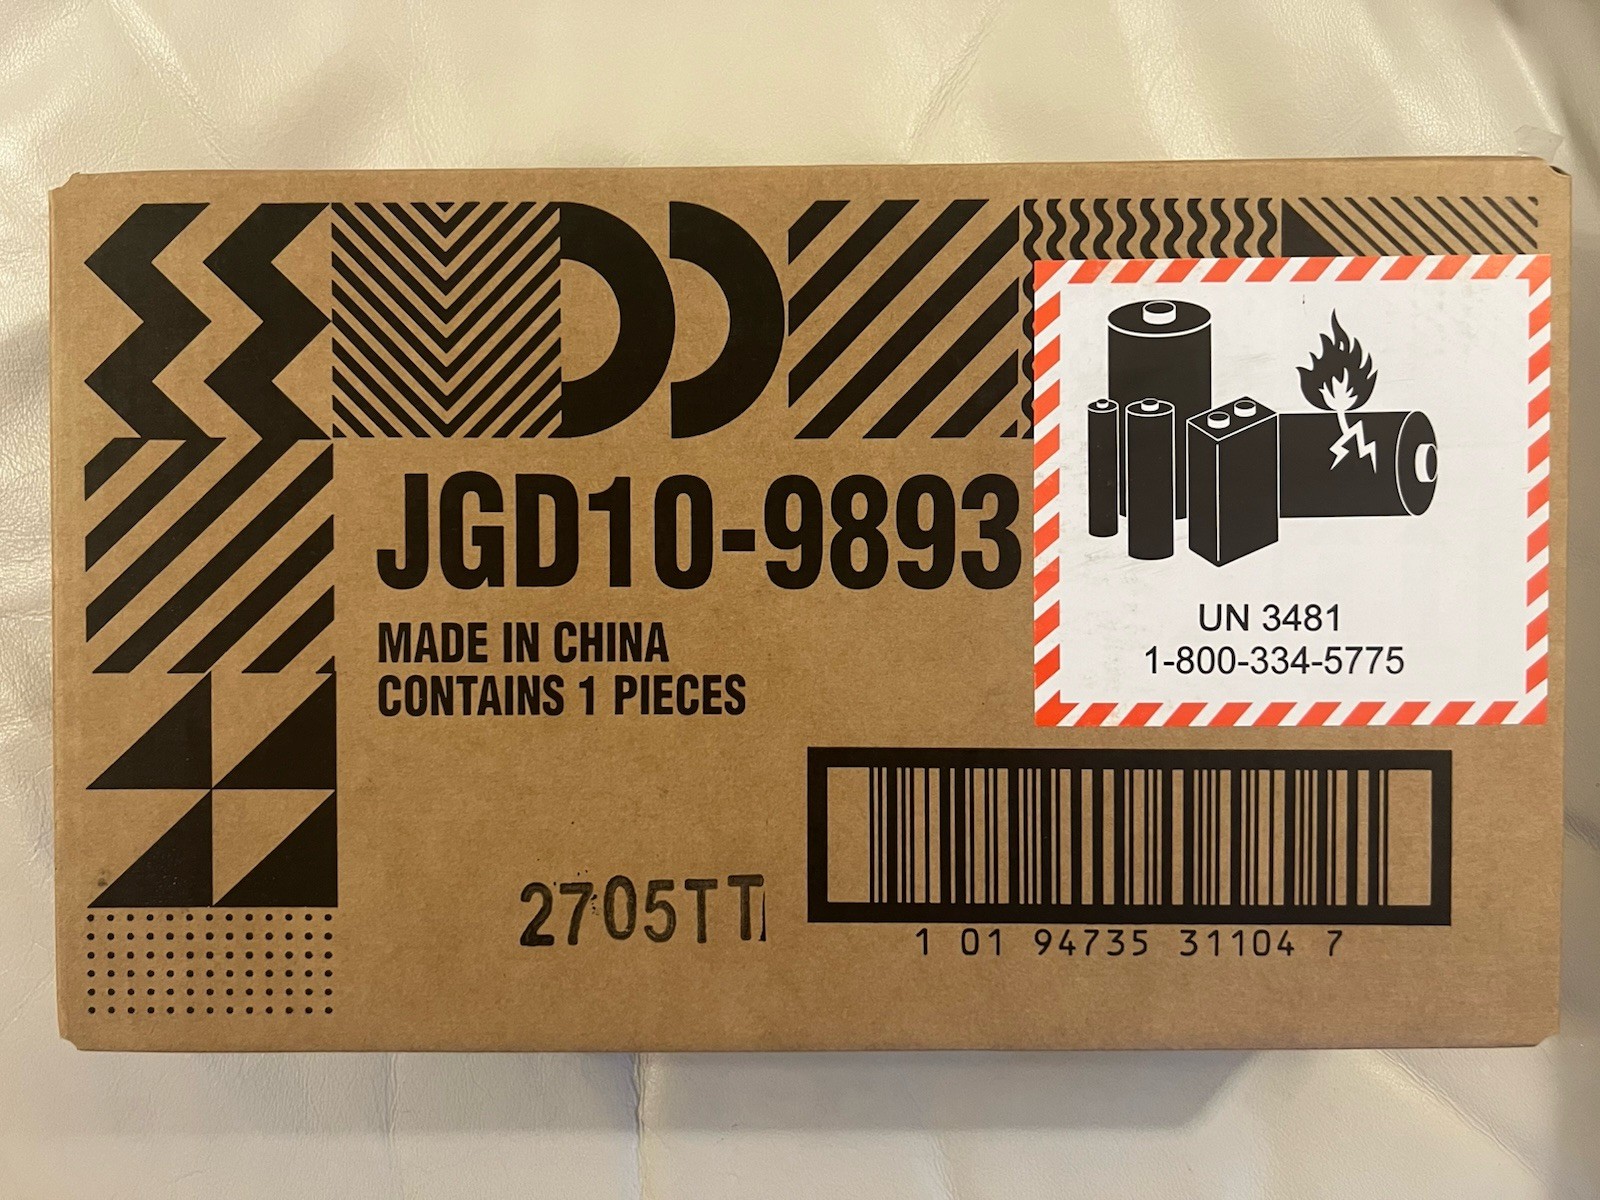 JGD10-9893
MADE IN CHINA
CONTAINS 1 PIECES
UN 3481
1-800-334-5775
2705TT
1 01 94735 31104 7